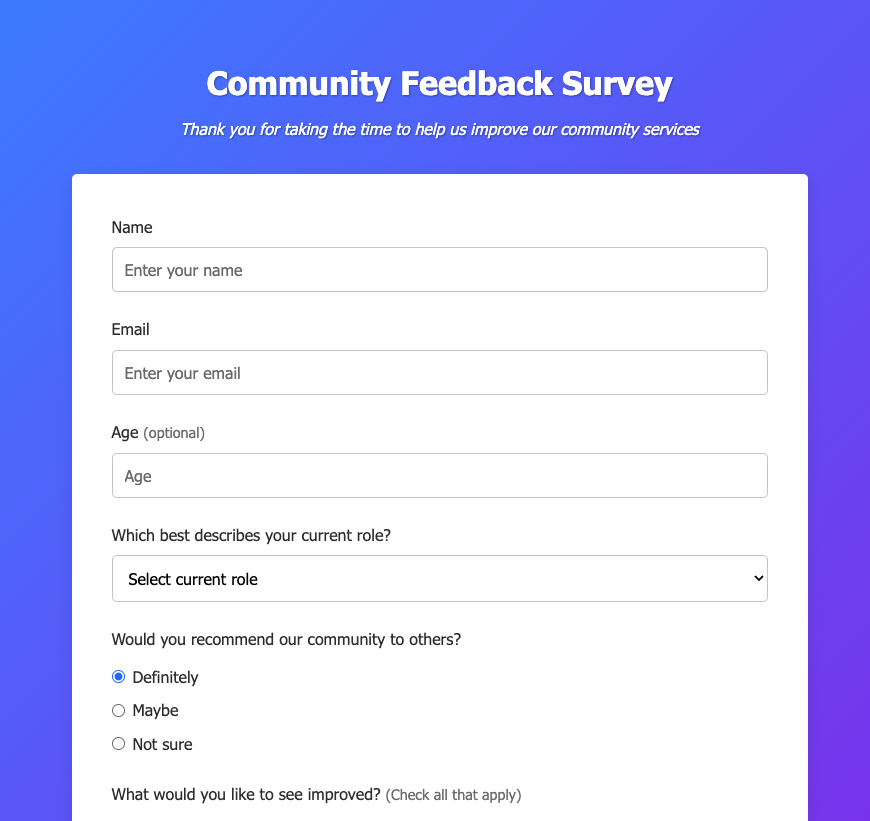 Community Feedback Survey
Thank you for taking the time to help us improve our community services
Name
Enter your name
Email
Enter your email
Age (optional)
Age
Which best describes your current role?
Select current role
Would you recommend our community to others?
Definitely
Maybe
Not sure
What would you like to see improved? (Check all that apply)